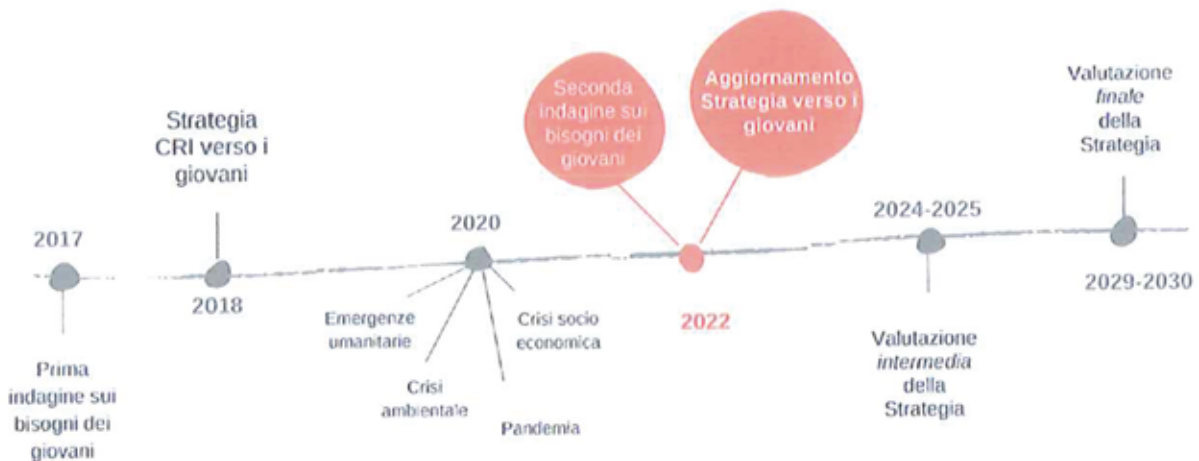 2017
Prima
indagine sui
bisogni dei
giovani
Strategia
CRI verso i
giovani
2018
2020
Emergenze
umanitarie
Crisi
ambientale
Pandemia
Crisi socio
economica
Seconda
indagine sui
bisogni dei
giovani
Aggiornamento
Strategia verso i
giovani
2022
2024-2025
Valutazione
intermedia
della
Strategia
Valutazione
finale
della
Strategia
2029-2030